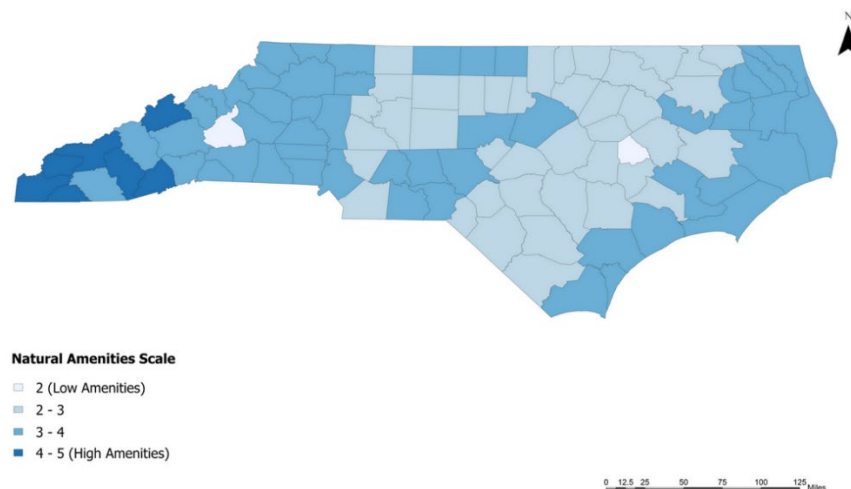 N
Natural Amenities Scale
2 (Low Amenities)
2 - 3
3 - 4
4 - 5 (High Amenities)
0 12.5 25 50 75 100 125
Miles